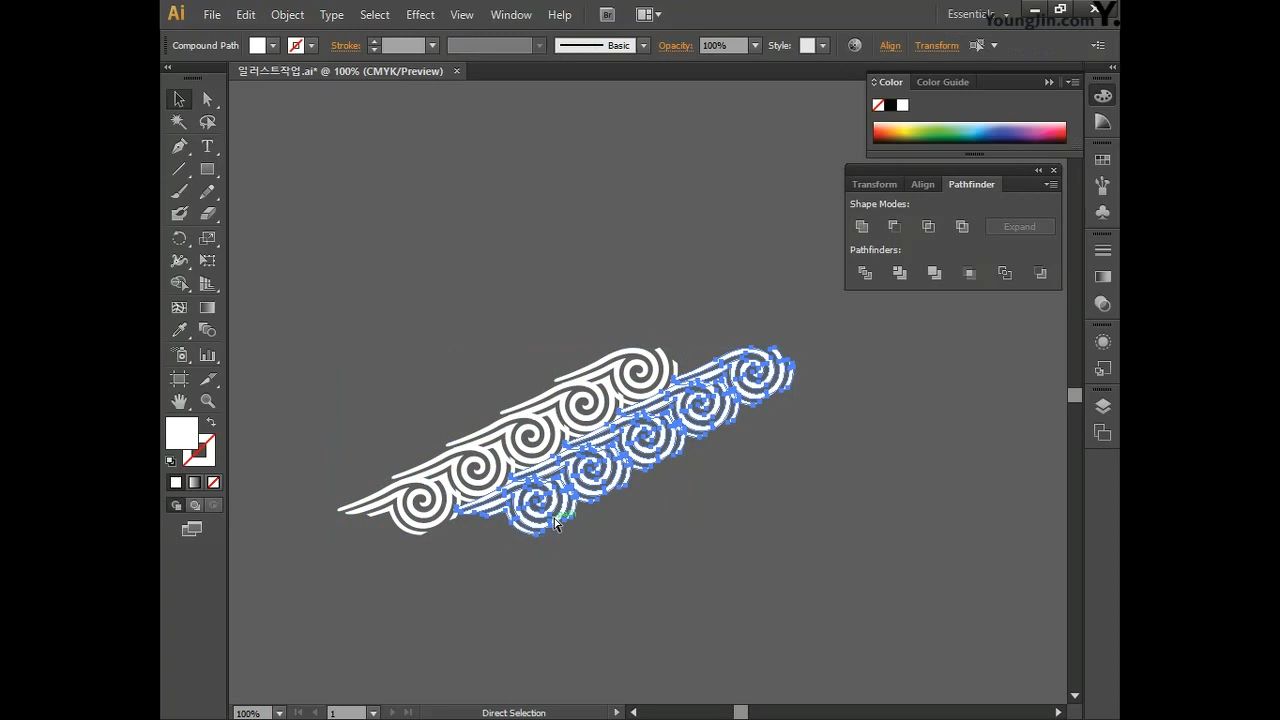 Ai File Edit Object Type Select Effect View Window Help Br Essentials
YoungJin.com Y.
Compound Path Stroke: Basic Opacity: 100% Style: Align Transform
일러스트작업.ai* @ 100% (CMYK/Preview) ×
Color Color Guide
Transform Align Pathfinder
Shape Modes:
Expand
Pathfinders:
100% 1 Direct Selection